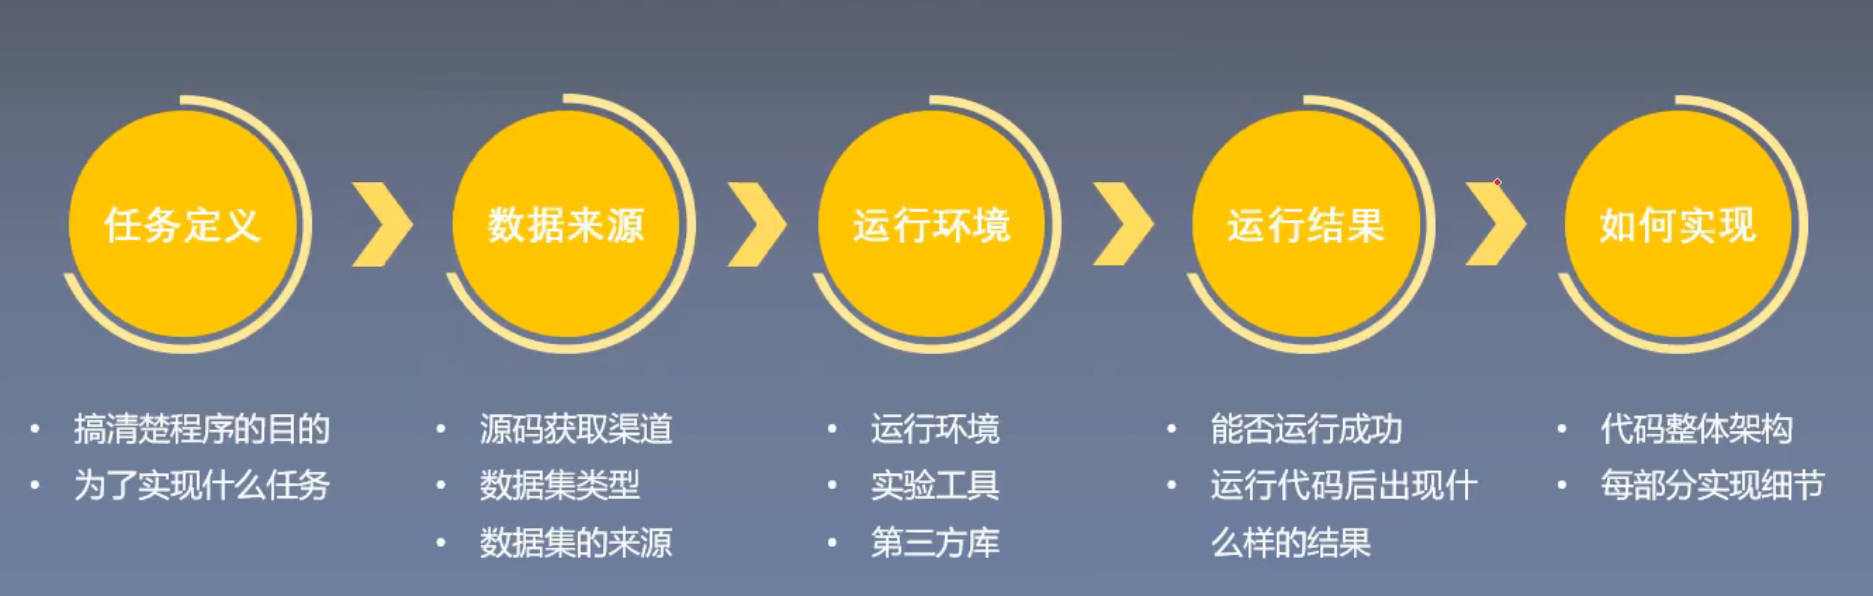 任务定义
数据来源
运行环境
运行结果
如何实现
• 搞清楚程序的目的
• 为了实现什么任务
• 源码获取渠道
• 数据集类型
• 数据集的来源
• 运行环境
• 实验工具
• 第三方库
• 能否运行成功
• 运行代码后出现什
么样的结果
• 代码整体架构
• 每部分实现细节